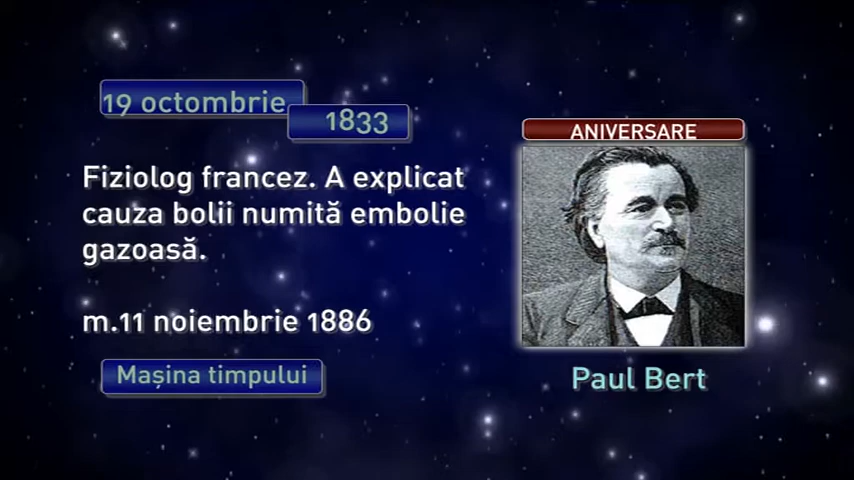 19 octombrie
1833
Fiziolog francez. A explicat
cauza bolii numită embolie
gazoasă.
m.11 noiembrie 1886
Mașina timpului
ANIVERSARE
Paul Bert